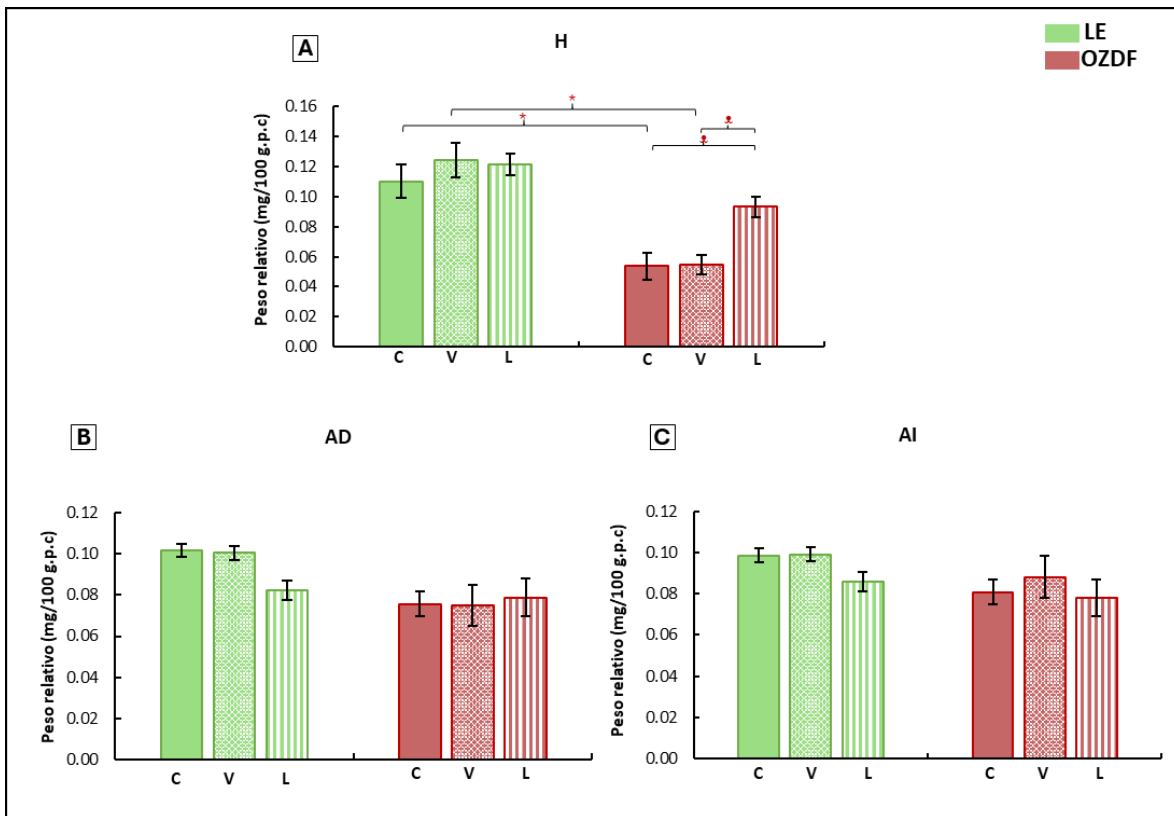 LE
OZDF
A
H
Peso relativo (mg/100 g.p.c)
0.16
0.14
0.12
0.10
0.08
0.06
0.04
0.02
0.00
*
*
C V L C V L
B
AD
Peso relativo (mg/100 g.p.c)
0.12
0.10
0.08
0.06
0.04
0.02
0.00
C V L C V L
C
AI
Peso relativo (mg/100 g.p.c)
0.12
0.10
0.08
0.06
0.04
0.02
0.00
C V L C V L